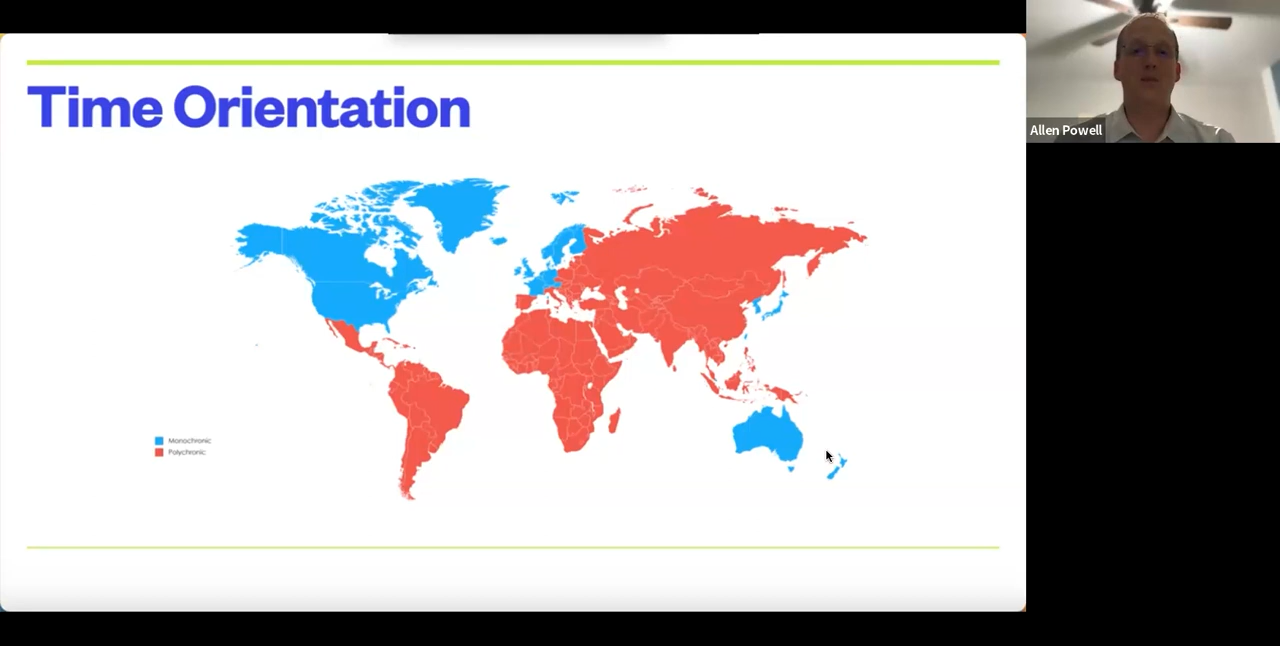 Time Orientation
Monochronic
Polychronic
Allen Powell